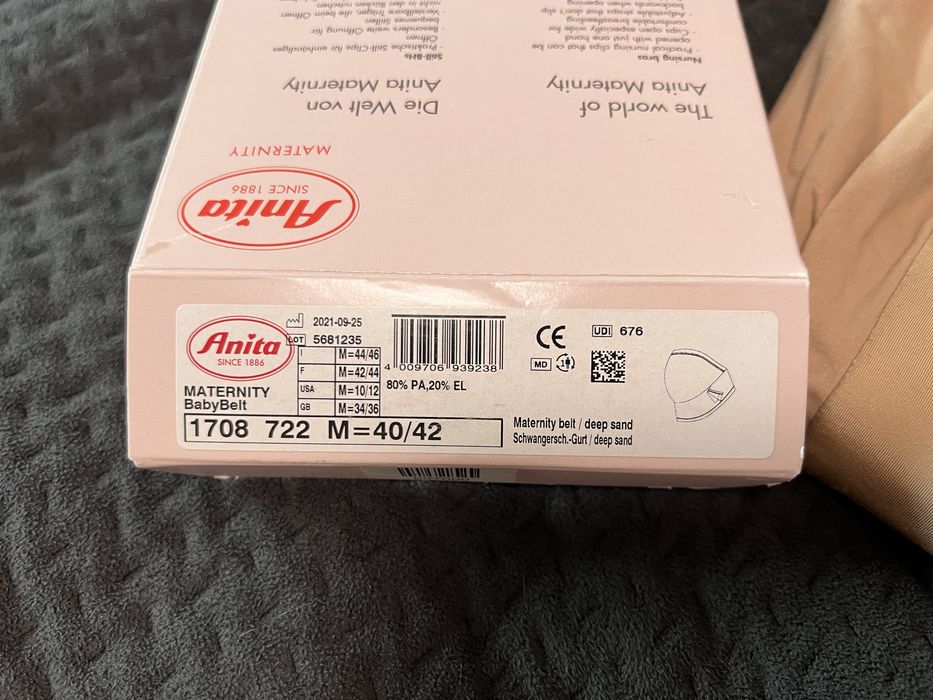 nicht in den Rücken rutschen
- Verstellbare Träger, die beim Öffnen
bequemes Stillen
- Besonders weite Öffnung für
Öffnen
- Praktische Still-Clips für einhändiges
Still-BHs
Anita Maternity
Die Welt von
backwards when opening
- Adjustable straps that don't slip
comfortable breastfeeding
- Cups open especially wide for
opened with just one hand
- Practical nursing clips that can be
Nursing bras
Anita Maternity
The world of
MATERNITY
SINCE 1886
Anita
Anita
SINCE 1886
MATERNITY
BabyBelt
2021-09-25
LOT 5681235
I M=44/46
F M=42/44
USA M=10/12
GB M=34/36
4 009706 939238
80% PA,20% EL
CE
UDI 676
MD 1
1708 722 M=40/42
Maternity belt / deep sand
Schwangersch.-Gurt / deep sand